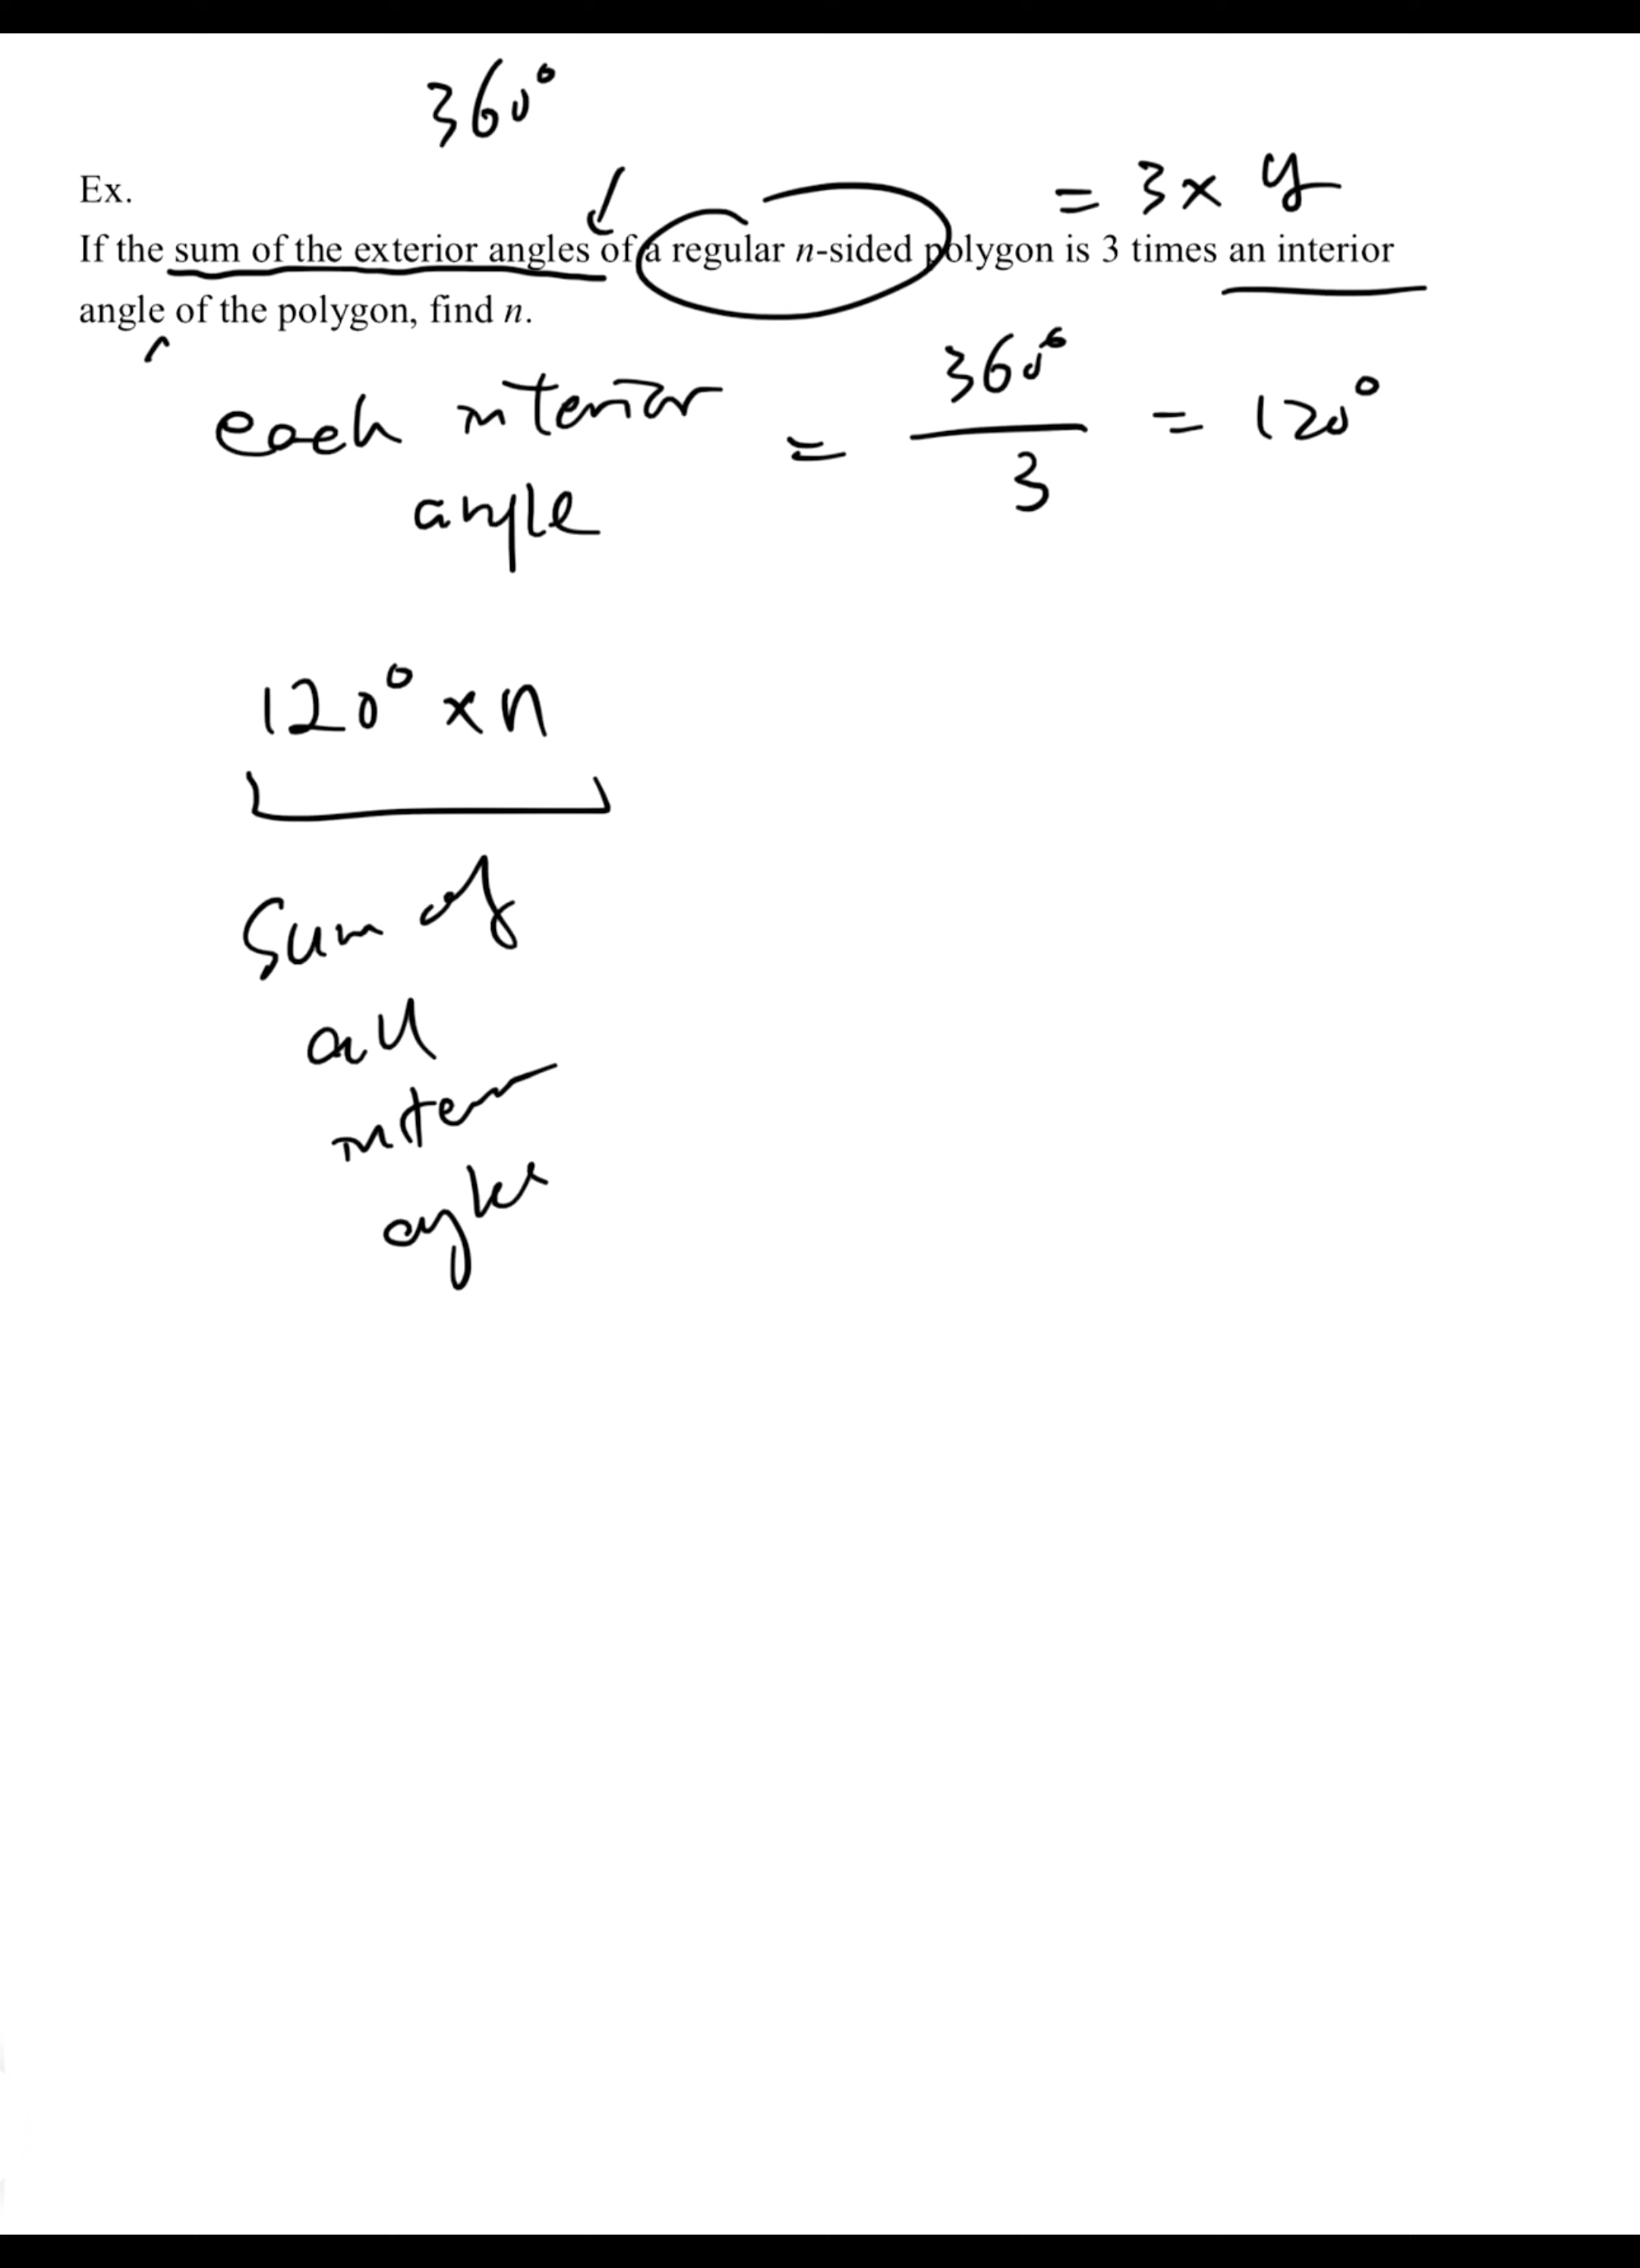 360°
= 3 × y
Ex.
If the sum of the exterior angles of a regular n-sided polygon is 3 times an interior
angle of the polygon, find n.
each interior angle = 360° / 3 = 120°
120° × n
Sum of
all
interior
angles